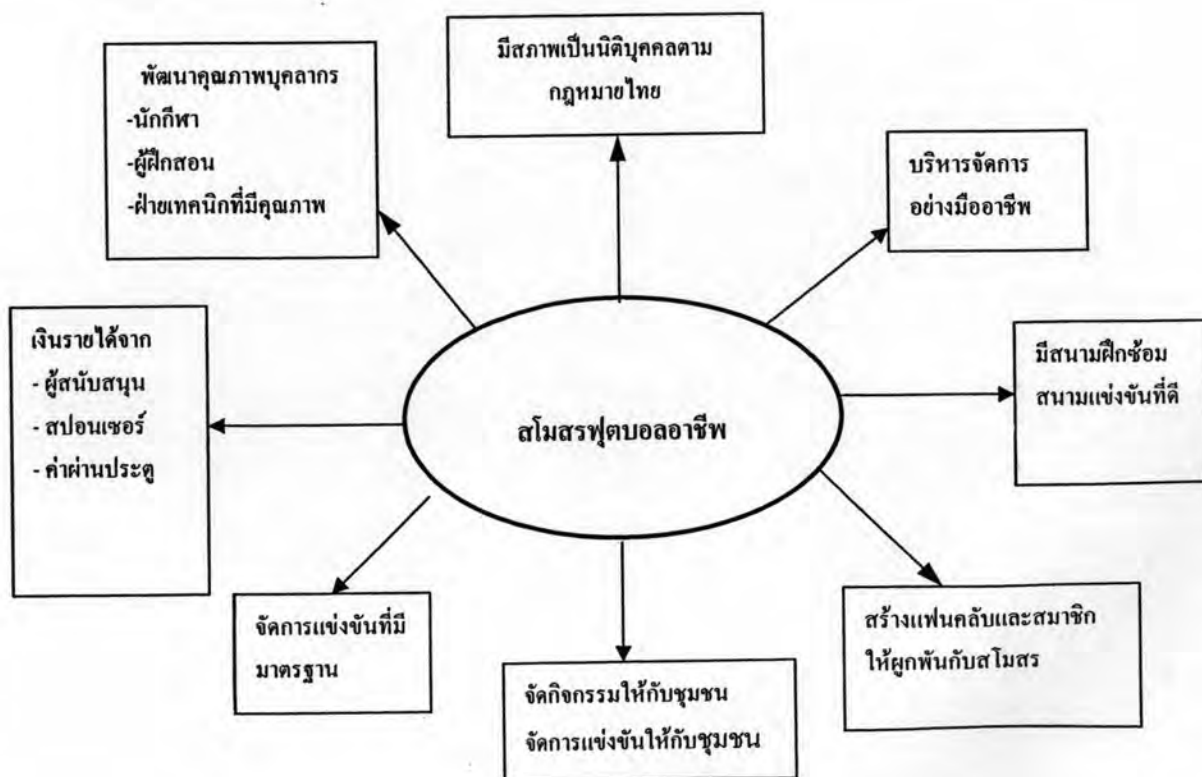 มีสภาพเป็นนิติบุคคลตาม
กฎหมายไทย
พัฒนาคุณภาพบุคลากร
-นักกีฬา
-ผู้ฝึกสอน
-ฝ่ายเทคนิกที่มีคุณภาพ
บริหารจัดการ
อย่างมืออาชีพ
เงินรายได้จาก
- ผู้สนับสนุน
- สปอนเซอร์
- ค่าผ่านประตู
มีสนามฝึกซ้อม
สนามแข่งขันที่ดี
สโมสรฟุตบอลอาชีพ
จัดการแข่งขันที่มี
มาตรฐาน
สร้างแฟนคลับและสมาชิก
ให้ผูกพันกับสโมสร
จัดกิจกรรมให้กับชุมชน
จัดการแข่งขันให้กับชุมชน